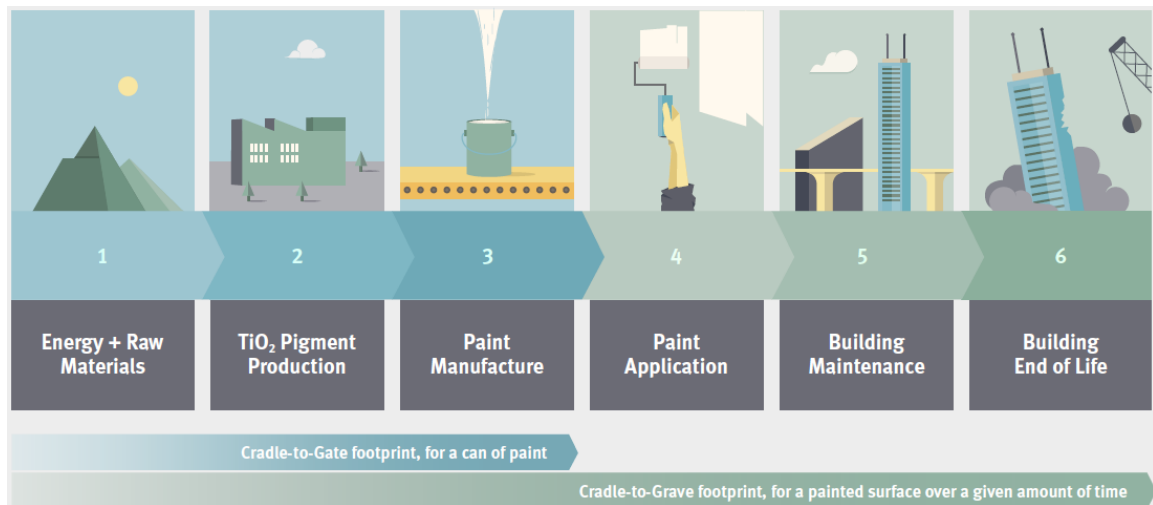 1
2
3
4
5
6
Energy + Raw
Materials
TiO₂ Pigment
Production
Paint
Manufacture
Paint
Application
Building
Maintenance
Building
End of Life
Cradle-to-Gate footprint, for a can of paint
Cradle-to-Grave footprint, for a painted surface over a given amount of time